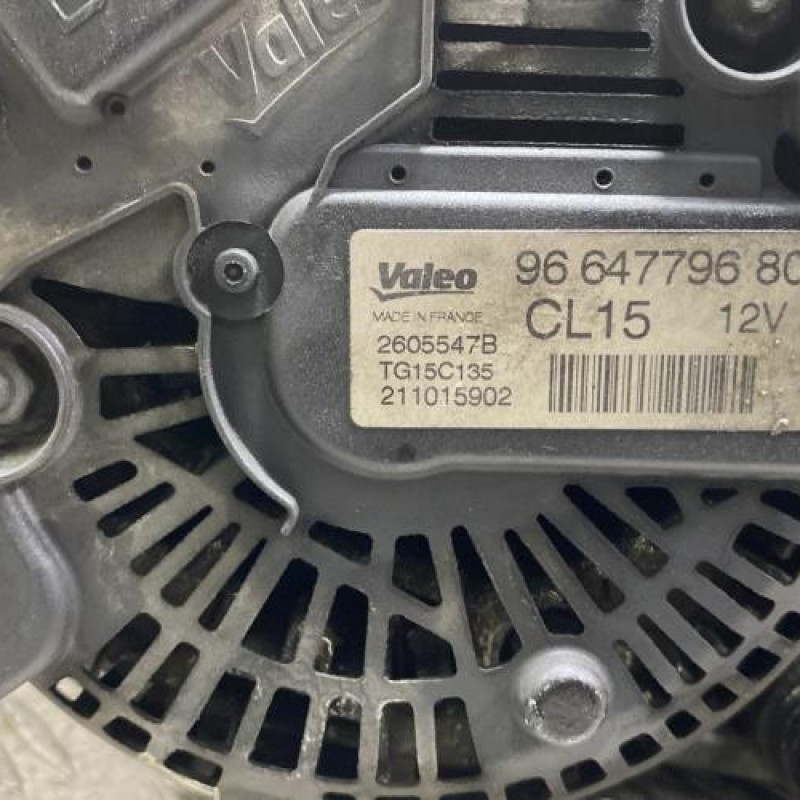 Valeo
Valeo 96 647796 80
MADE IN FRANCE CL15 12V
2605547B
TG15C135
211015902